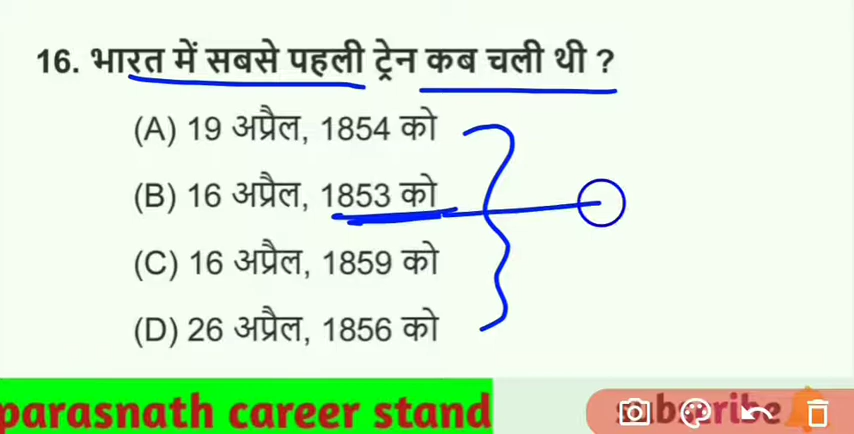 16. भारत में सबसे पहली ट्रेन कब चली थी ?
(A) 19 अप्रैल, 1854 को
(B) 16 अप्रैल, 1853 को
(C) 16 अप्रैल, 1859 को
(D) 26 अप्रैल, 1856 को
parasnath career stand subscribe